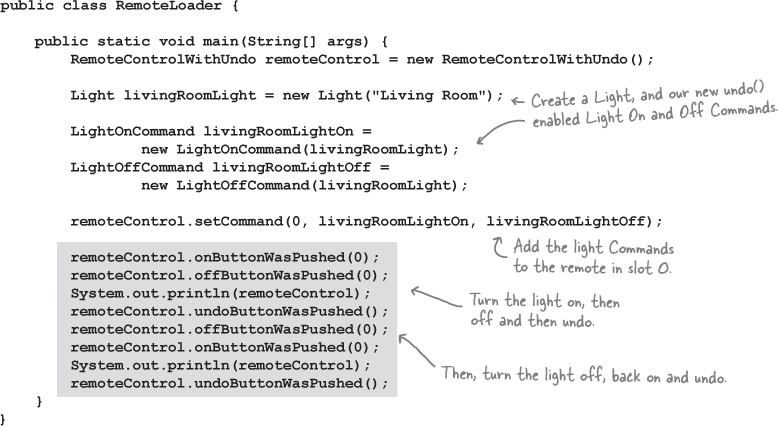 public class RemoteLoader {
public static void main(String[] args) {
RemoteControlWithUndo remoteControl = new RemoteControlWithUndo();
Light livingRoomLight = new Light("Living Room");
Create a Light, and our new undo()
enabled Light On and Off Commands.
LightOnCommand livingRoomLightOn =
new LightOnCommand(livingRoomLight);
LightOffCommand livingRoomLightOff =
new LightOffCommand(livingRoomLight);
remoteControl.setCommand(0, livingRoomLightOn, livingRoomLightOff);
Add the light Commands
to the remote in slot 0.
remoteControl.onButtonWasPushed(0);
remoteControl.offButtonWasPushed(0);
System.out.println(remoteControl);
remoteControl.undoButtonWasPushed();
remoteControl.offButtonWasPushed(0);
remoteControl.onButtonWasPushed(0);
System.out.println(remoteControl);
remoteControl.undoButtonWasPushed();
Turn the light on, then
off and then undo.
Then, turn the light off, back on and undo.
}
}